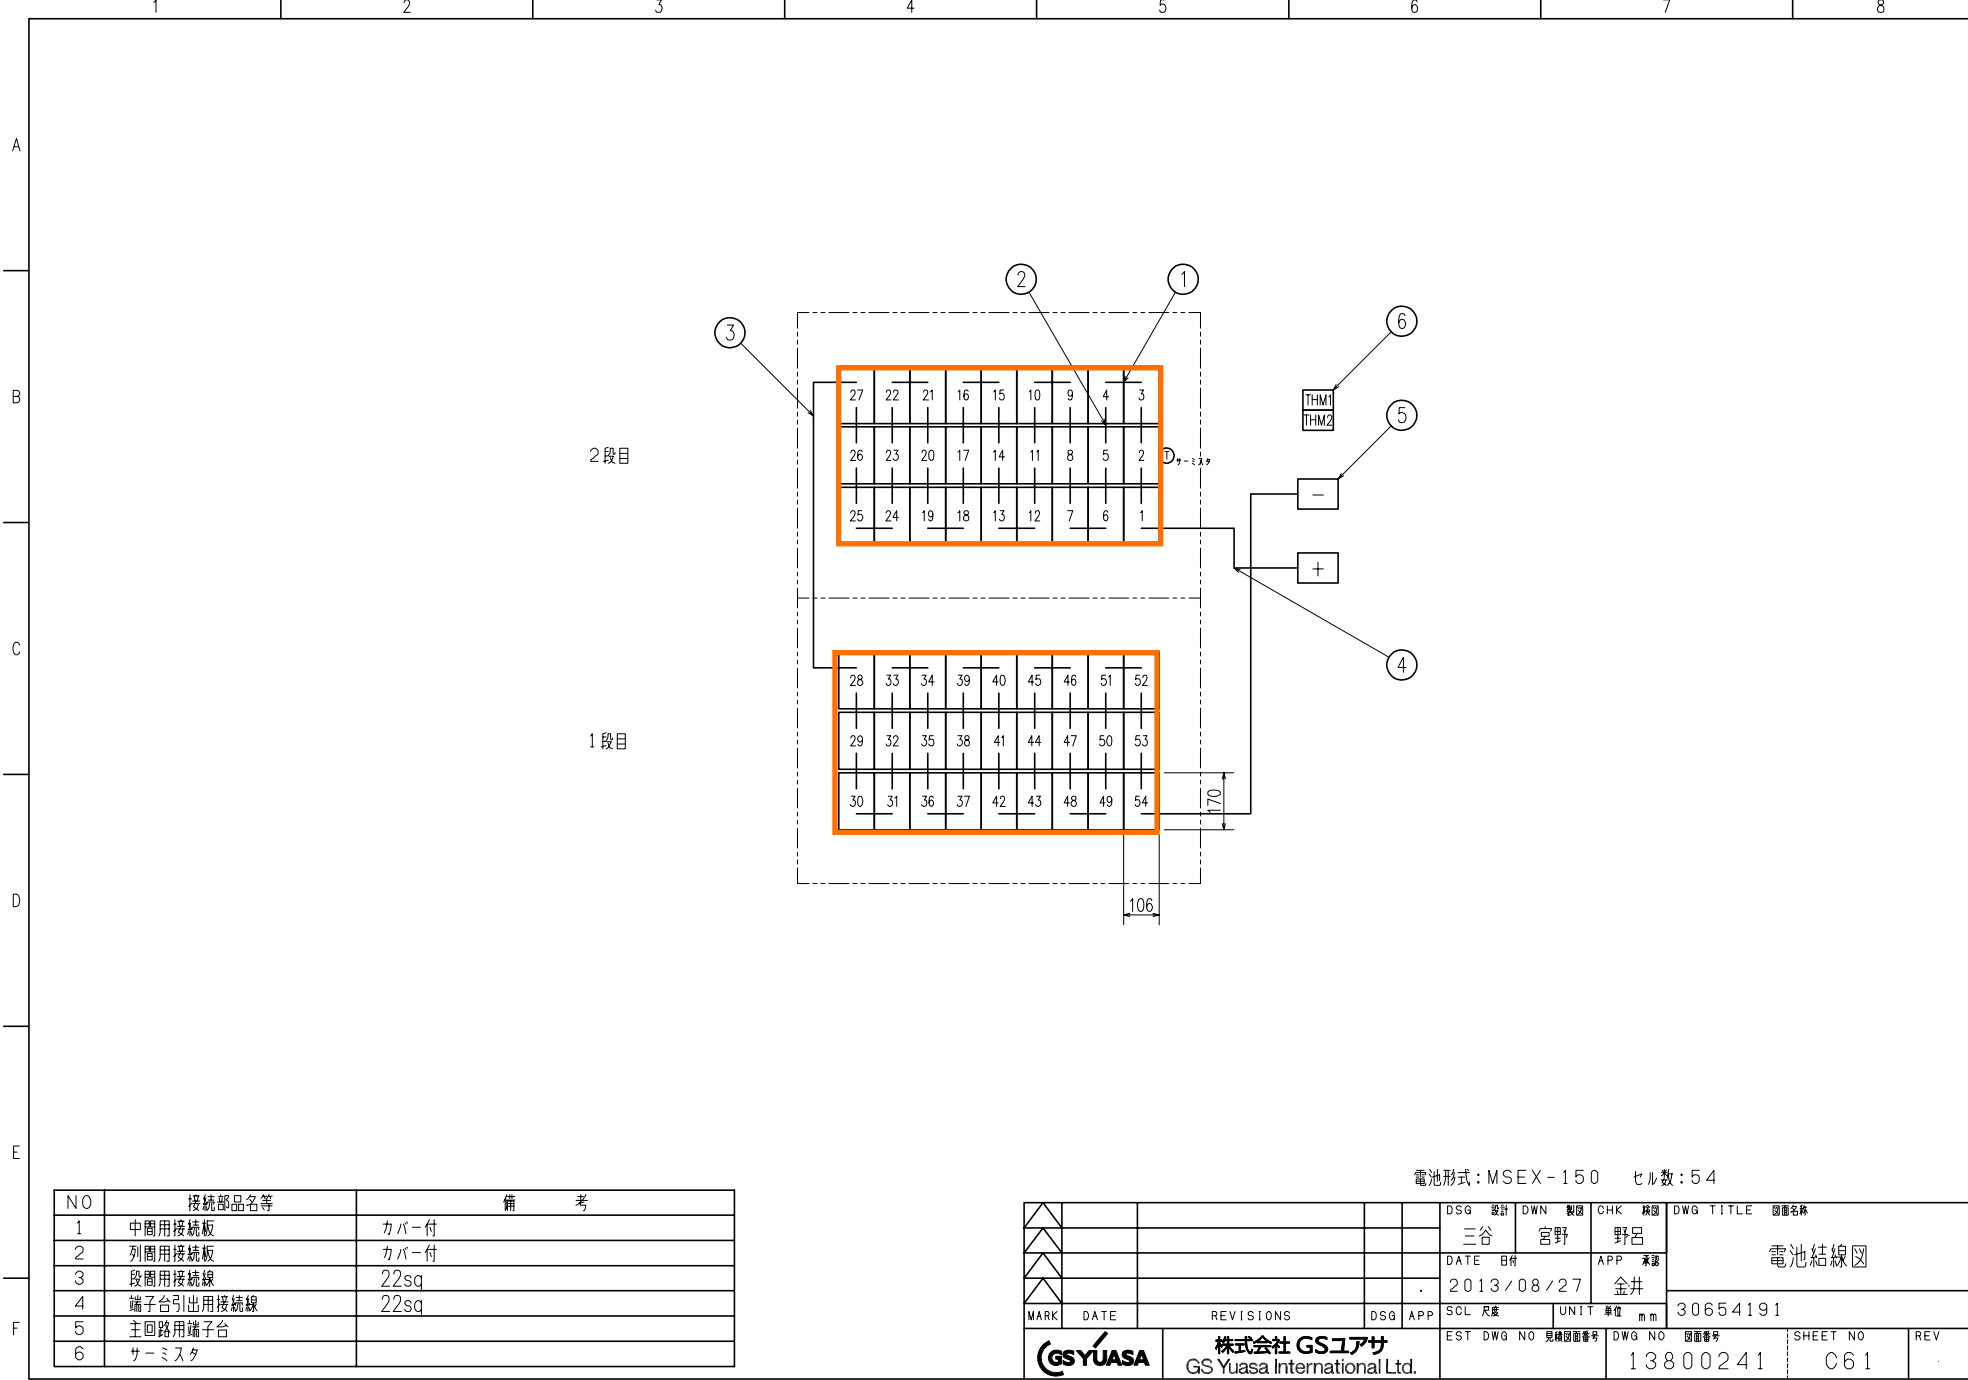 1 2 3 4 5 6 7 8
A
B
C
D
E
F
2 1
3 6
27 22 21 16 15 10 9 4 3
THM1
THM2
5
2段目
26 23 20 17 14 11 8 5 2
T サーミスタ
−
25 24 19 18 13 12 7 6 1
+
4
28 33 34 39 40 45 46 51 52
1段目
29 32 35 38 41 44 47 50 53
30 31 36 37 42 43 48 49 54
170
106
電池形式:MSEX-150 セル数:54
NO 接続部品名等 備 考
1 中間用接続板 カバー付
2 列間用接続板 カバー付
3 段間用接続線 22sq
4 端子台引出用接続線 22sq
5 主回路用端子台
6 サーミスタ
DSG 設計 DWN 製図 CHK 検図 DWG TITLE 図面名称
三谷 宮野 野呂
電池結線図
DATE 日付 APP 承認
2013/08/27 金井
MARK DATE REVISIONS DSG APP SCL 尺度 UNIT 単位 mm 30654191
EST DWG NO 見積図面番号 DWG NO 図面番号 SHEET NO REV
GS YUASA 株式会社 GSユアサ
GS Yuasa International Ltd.
13800241 C61